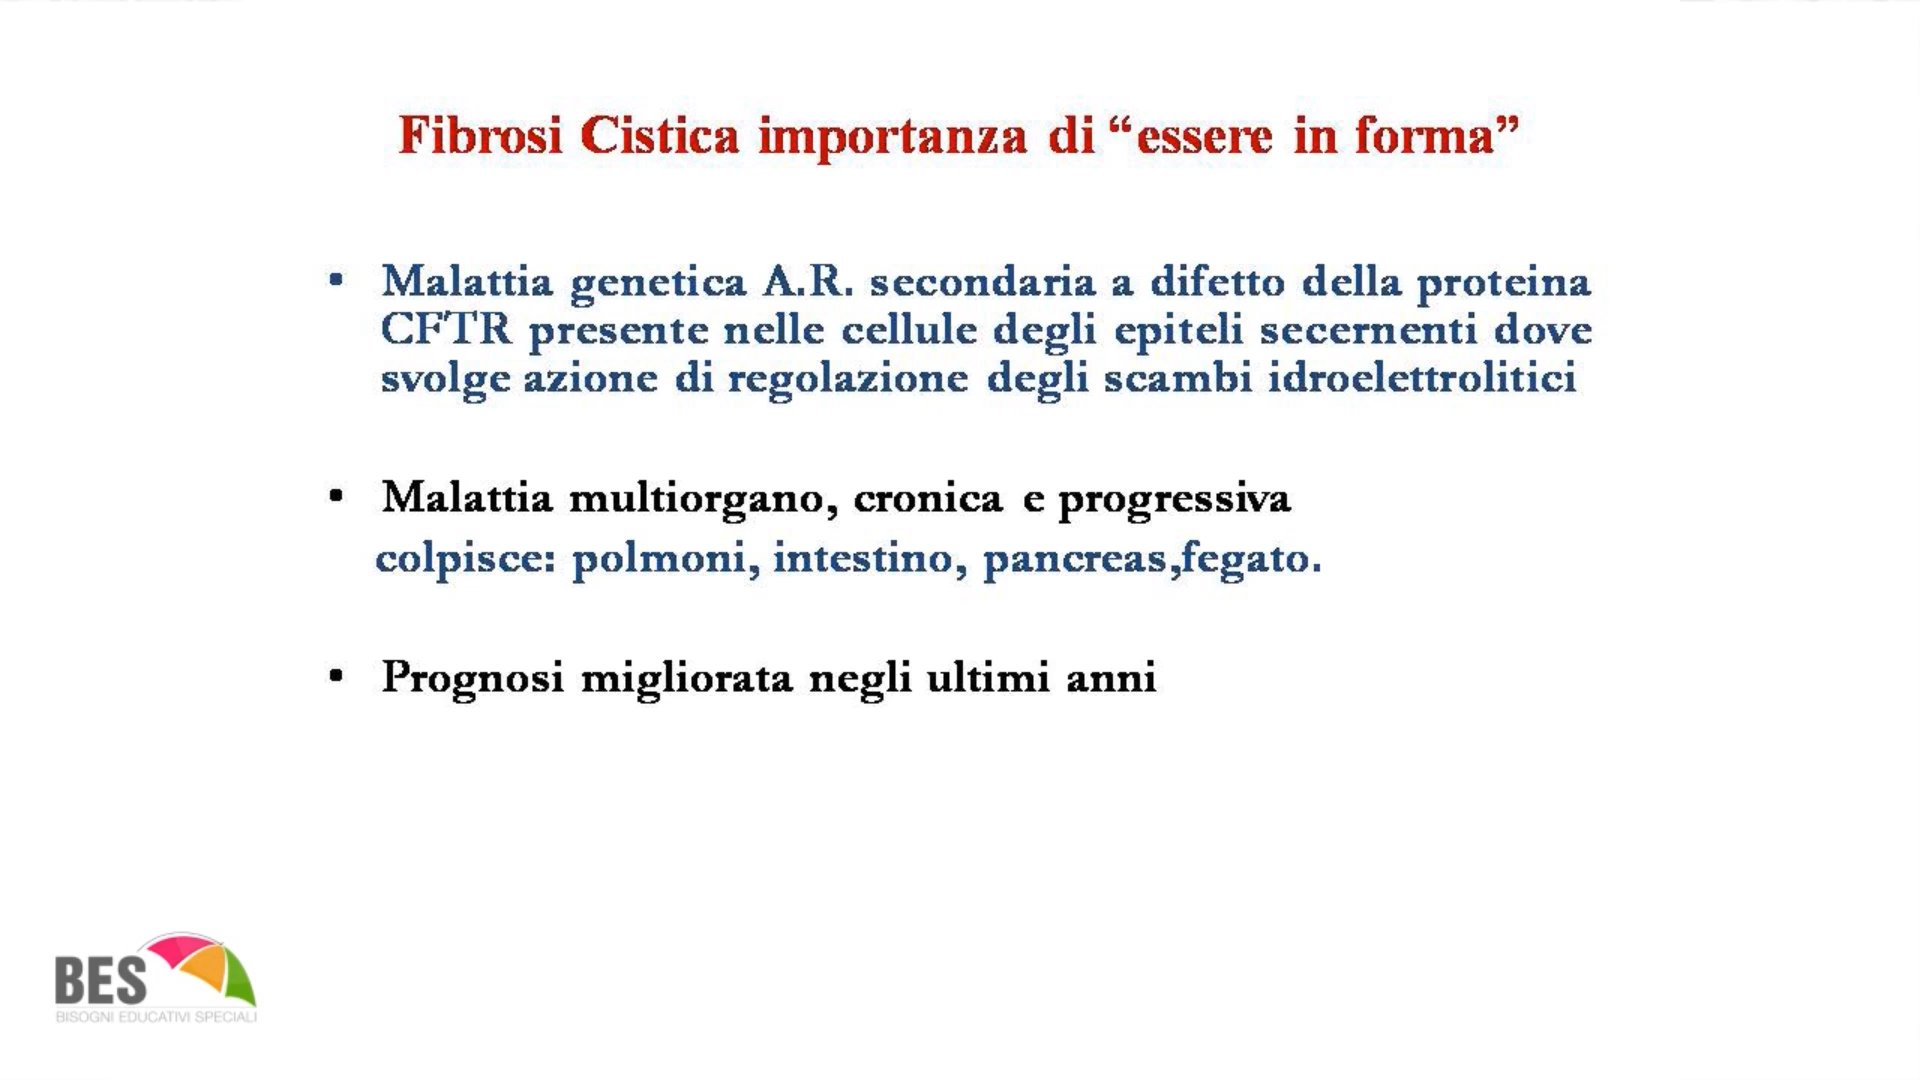 Fibrosi Cistica importanza di “essere in forma”
• Malattia genetica A.R. secondaria a difetto della proteina
CFTR presente nelle cellule degli epiteli secernenti dove
svolge azione di regolazione degli scambi idroelettrolitici
• Malattia multiorgano, cronica e progressiva
colpisce: polmoni, intestino, pancreas,fegato.
• Prognosi migliorata negli ultimi anni
BES
BISOGNI EDUCATIVI SPECIALI